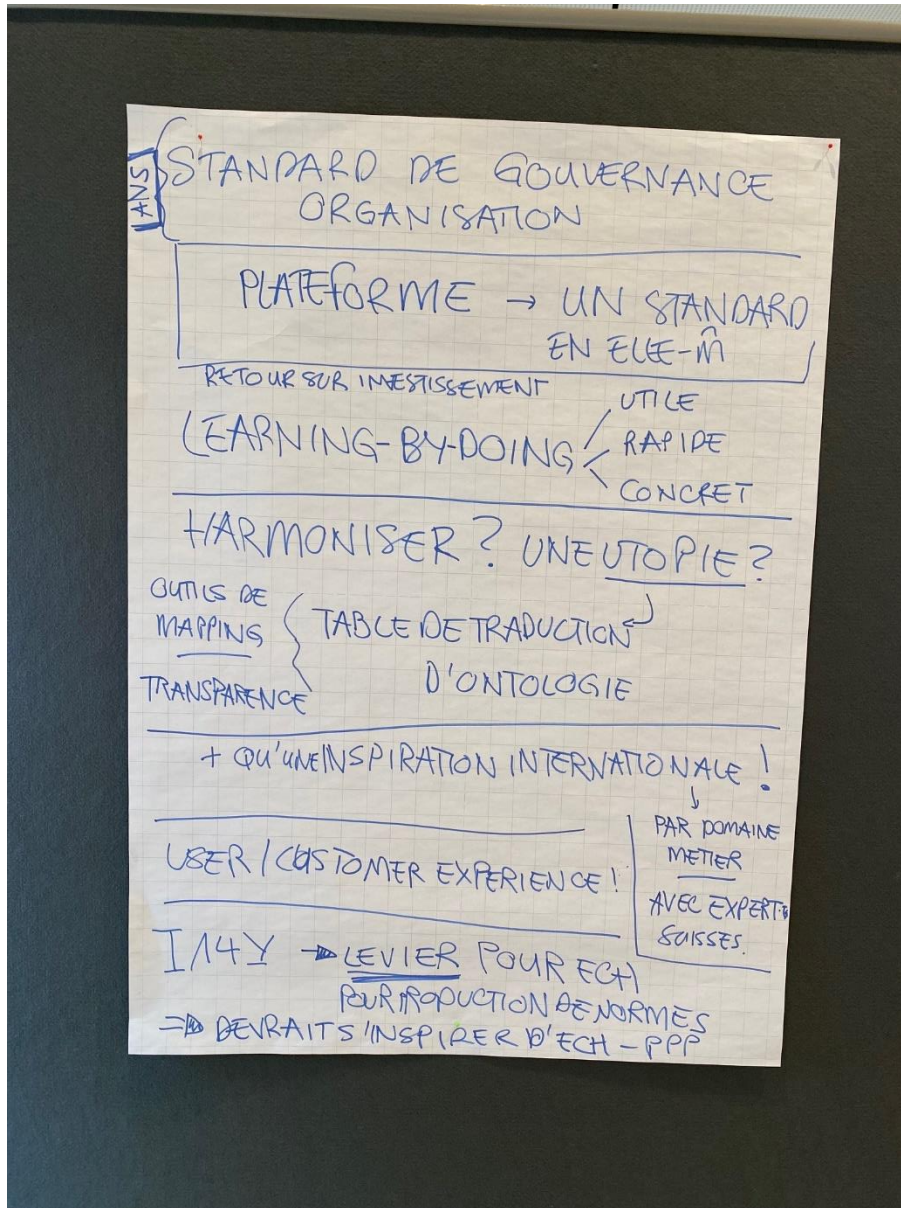 ANS
STANDARD DE GOUVERNANCE
ORGANISATION
PLATEFORME → UN STANDARD
EN ELLE-M̂
RETOUR SUR INVESTISSEMENT
LEARNING-BY-DOING
UTILE
RAPIDE
CONCRET
HARMONISER ? UNE UTOPIE ?
OUTILS DE
MAPPING
TRANSPARENCE
TABLE DE TRADUCTION
D'ONTOLOGIE
+ QU'UNE INSPIRATION INTERNATIONALE !
↓
PAR DOMAINE
METIER
AVEC EXPERT·E
SUISSES.
USER / CUSTOMER EXPERIENCE !
I14Y → LEVIER POUR ECH
POUR PRODUCTION DE NORMES
⇒ DEVRAIT S'INSPIRER D'ECH – PPP